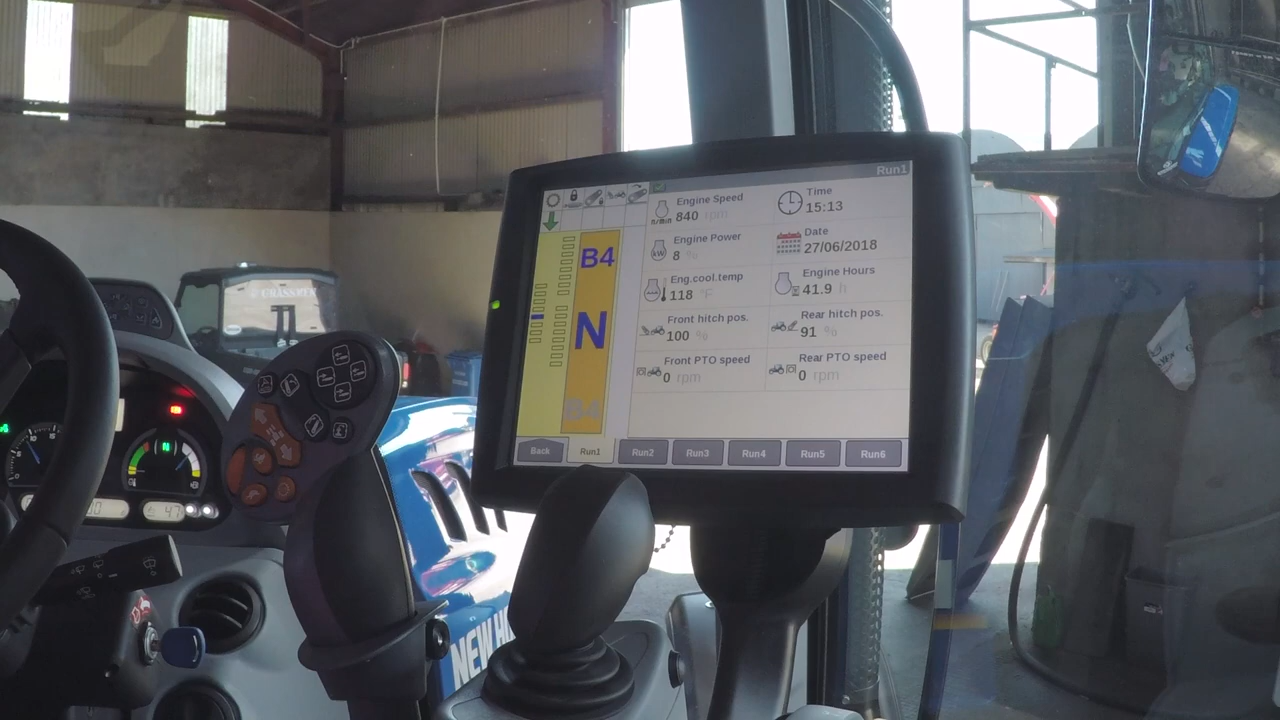 Run1
Engine Speed
840 rpm
Time
15:13
Engine Power
8 %
Date
27/06/2018
Eng.cool.temp
118 °F
Engine Hours
41.9 h
Front hitch pos.
100 %
Rear hitch pos.
91 %
Front PTO speed
0 rpm
Rear PTO speed
0 rpm
B4
N
B4
Back
Run1
Run2
Run3
Run4
Run5
Run6
kW
N
47
NEW